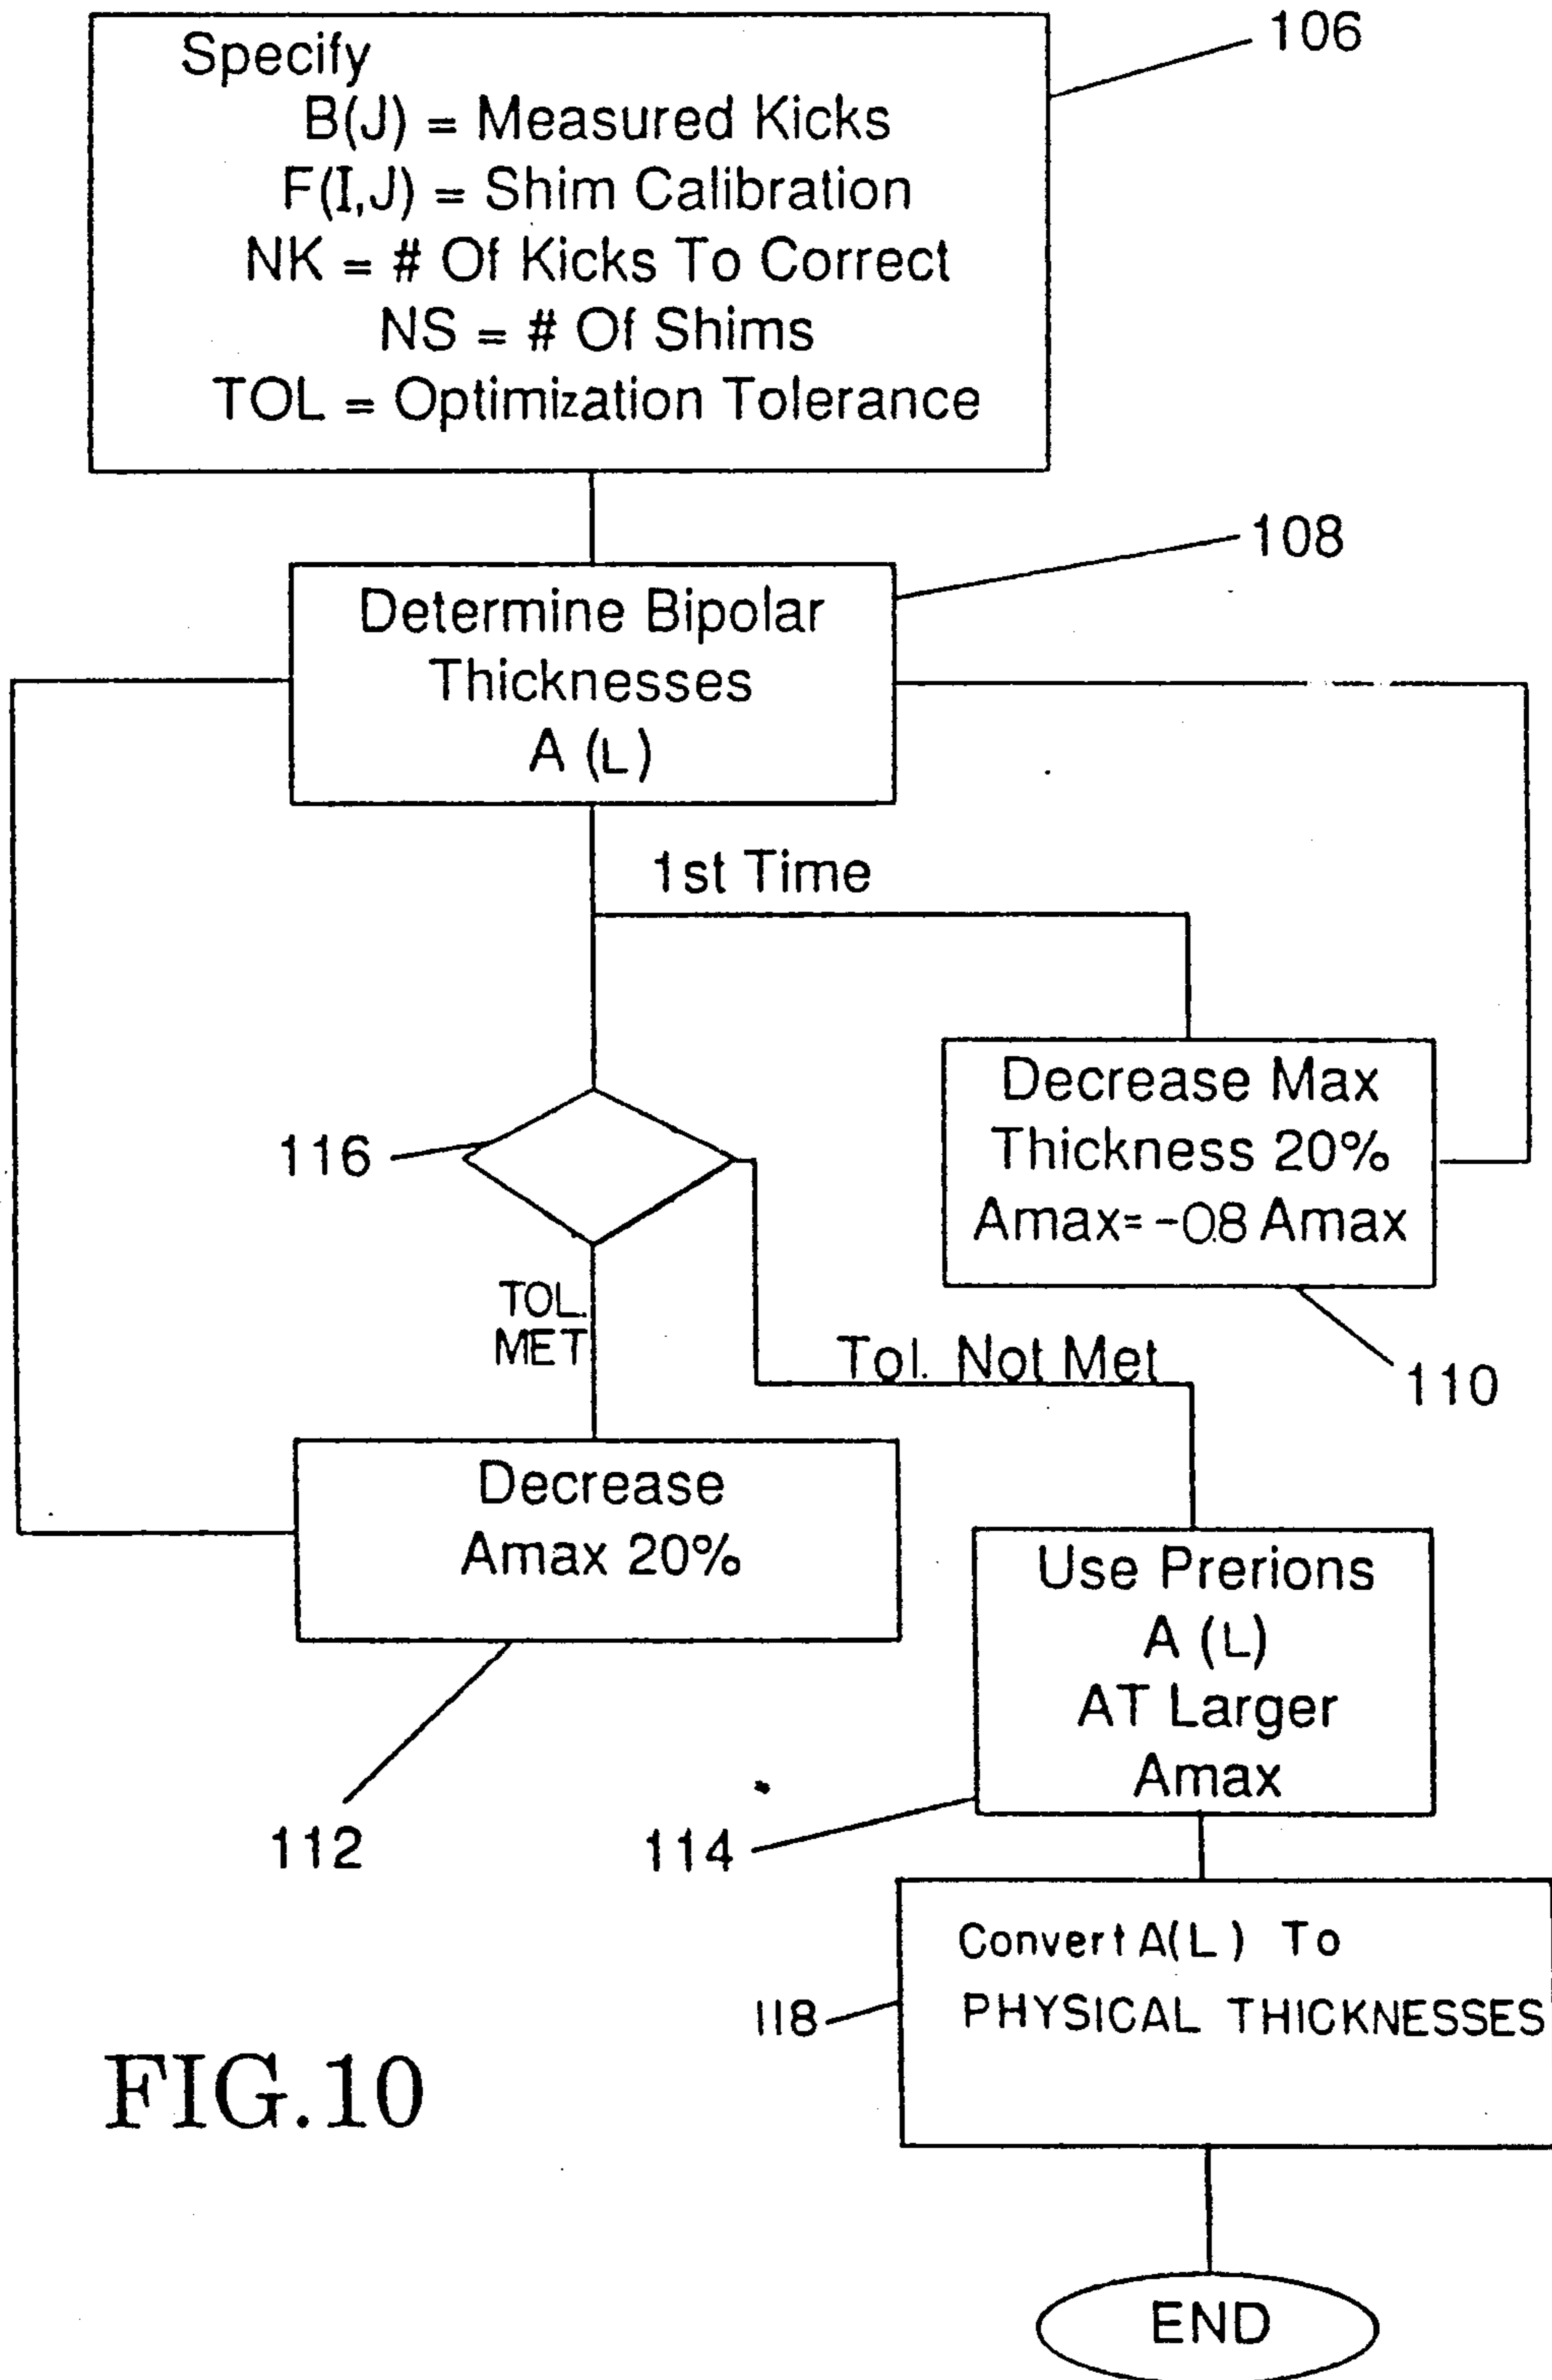 Specify
B(J) = Measured Kicks
F(I,J) = Shim Calibration
NK = # Of Kicks To Correct
NS = # Of Shims
TOL = Optimization Tolerance
106
Determine Bipolar
Thicknesses
A (L)
108
1st Time
116
Decrease Max
Thickness 20%
Amax= -0.8 Amax
110
TOL.
MET
Tol. Not Met
Decrease
Amax 20%
112
Use Prerions
A (L)
AT Larger
Amax
114
Convert A(L) To
PHYSICAL THICKNESSES
118
END
FIG.10